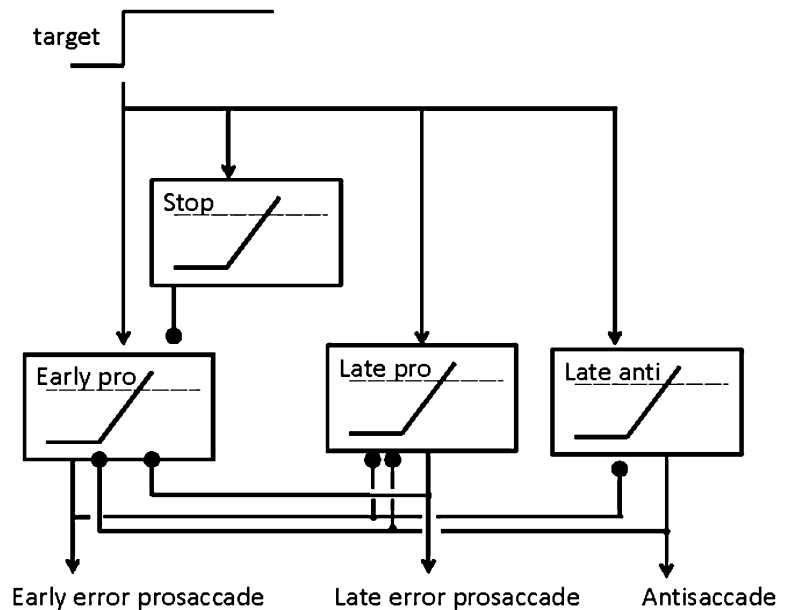 target
Stop
Early pro
Late pro
Late anti
Early error prosaccade
Late error prosaccade
Antisaccade